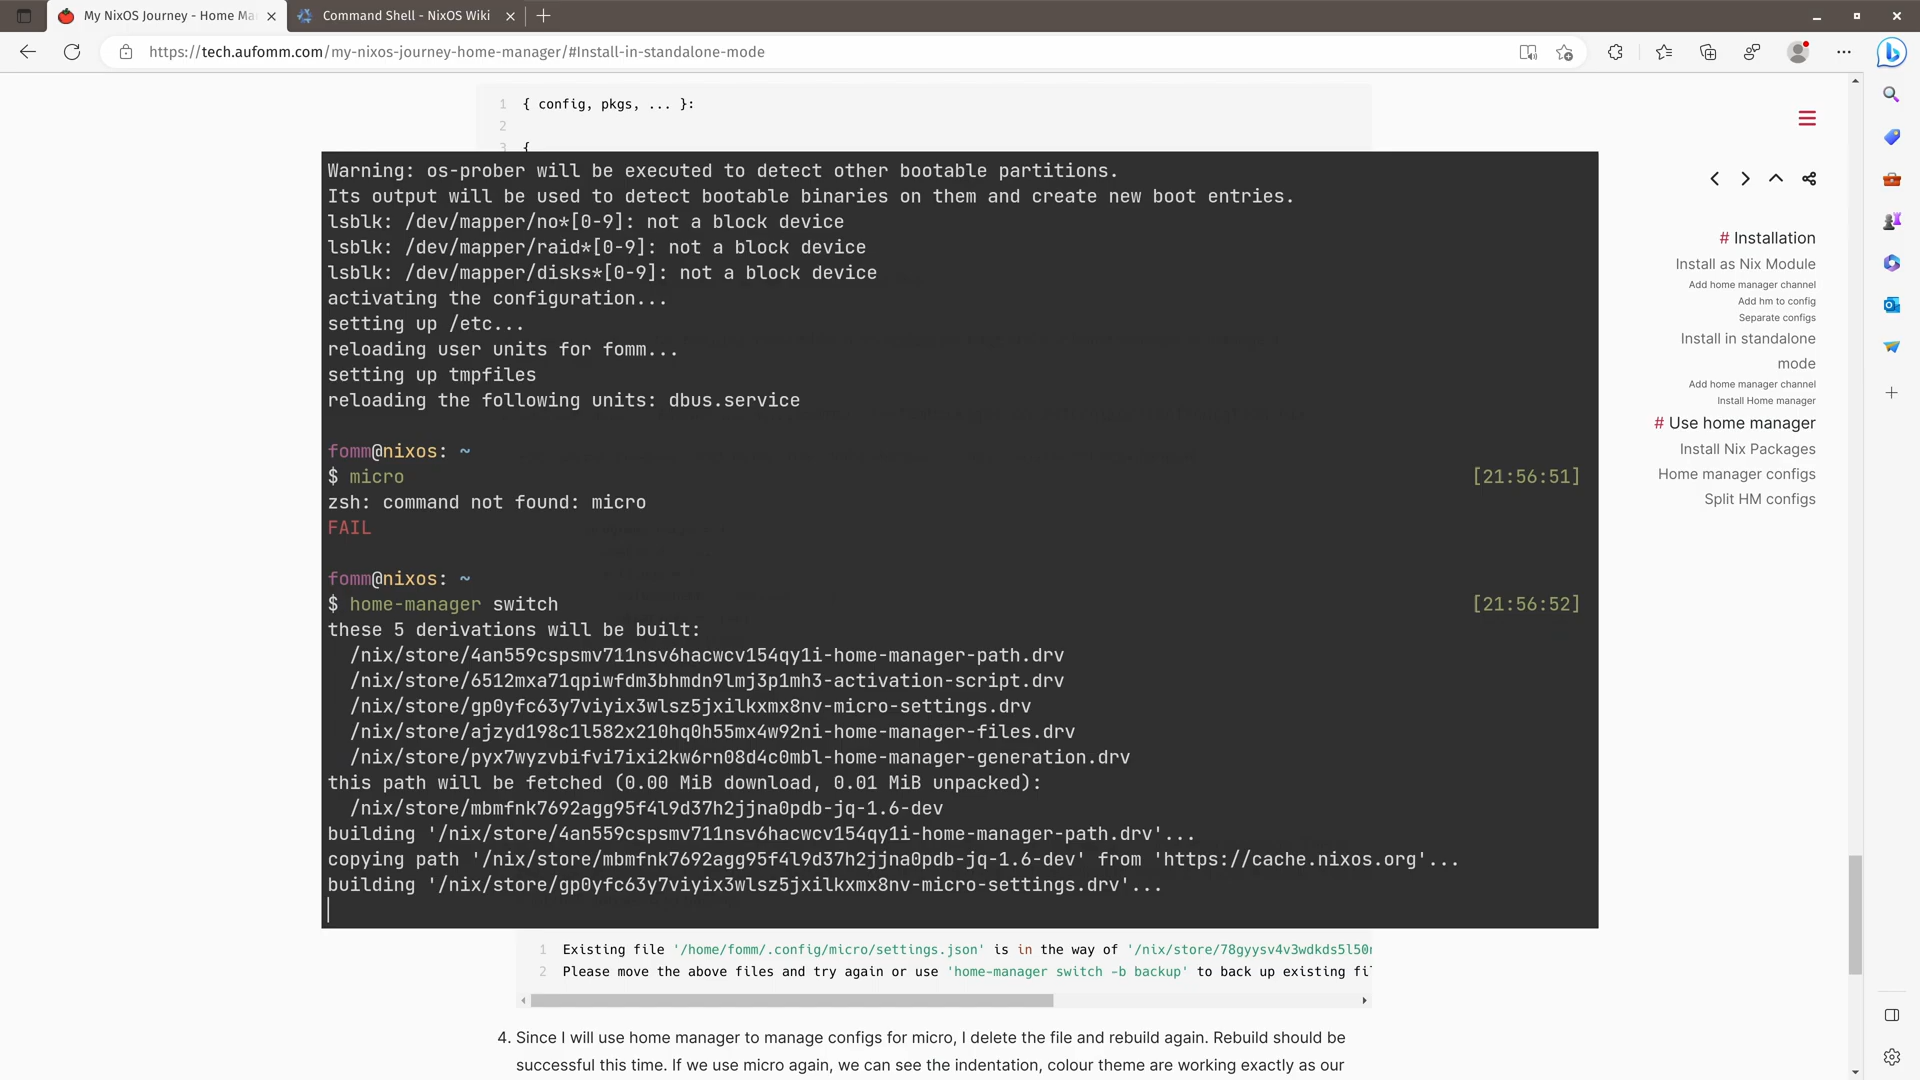 My NixOS Journey - Home Ma
Command Shell - NixOS Wiki
https://tech.aufomm.com/my-nixos-journey-home-manager/#Install-in-standalone-mode
1 { config, pkgs, ... }:
2
3 {
Warning: os-prober will be executed to detect other bootable partitions.
Its output will be used to detect bootable binaries on them and create new boot entries.
lsblk: /dev/mapper/no*[0-9]: not a block device
lsblk: /dev/mapper/raid*[0-9]: not a block device
lsblk: /dev/mapper/disks*[0-9]: not a block device
activating the configuration...
setting up /etc...
reloading user units for fomm...
setting up tmpfiles
reloading the following units: dbus.service
fomm@nixos: ~
$ micro [21:56:51]
zsh: command not found: micro
FAIL
fomm@nixos: ~
$ home-manager switch [21:56:52]
these 5 derivations will be built:
/nix/store/4an559cspsmv711nsv6hacwcv154qy1i-home-manager-path.drv
/nix/store/6512mxa71qpiwfdm3bhmdn9lmj3p1mh3-activation-script.drv
/nix/store/gp0yfc63y7viyix3wlsz5jxilkxmx8nv-micro-settings.drv
/nix/store/ajzyd198c1l582x210hq0h55mx4w92ni-home-manager-files.drv
/nix/store/pyx7wyzvbifvi7ixi2kw6rn08d4c0mbl-home-manager-generation.drv
this path will be fetched (0.00 MiB download, 0.01 MiB unpacked):
/nix/store/mbmfnk7692agg95f4l9d37h2jjna0pdb-jq-1.6-dev
building '/nix/store/4an559cspsmv711nsv6hacwcv154qy1i-home-manager-path.drv'...
copying path '/nix/store/mbmfnk7692agg95f4l9d37h2jjna0pdb-jq-1.6-dev' from 'https://cache.nixos.org'...
building '/nix/store/gp0yfc63y7viyix3wlsz5jxilkxmx8nv-micro-settings.drv'...
1 Existing file '/home/fomm/.config/micro/settings.json' is in the way of '/nix/store/78gyysv4v3wdkds5l50
2 Please move the above files and try again or use 'home-manager switch -b backup' to back up existing fi
4. Since I will use home manager to manage configs for micro, I delete the file and rebuild again. Rebuild should be
successful this time. If we use micro again, we can see the indentation, colour theme are working exactly as our
# Installation
Install as Nix Module
Add home manager channel
Add hm to config
Separate configs
Install in standalone
mode
Add home manager channel
Install Home manager
# Use home manager
Install Nix Packages
Home manager configs
Split HM configs